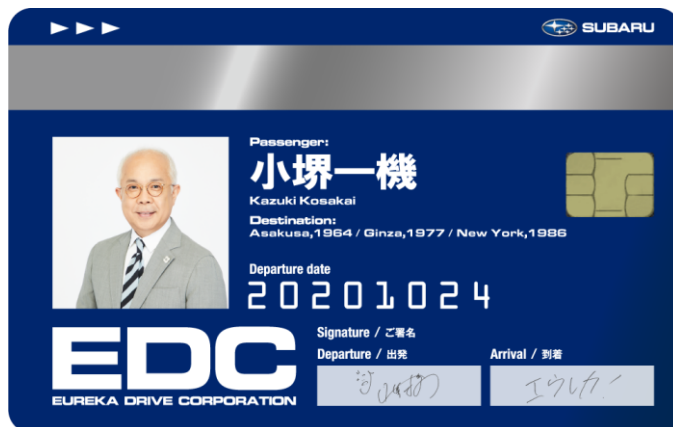 SUBARU
Passenger:
小堺一機
Kazuki Kosakai
Destination:
Asakusa,1964 / Ginza,1977 / New York,1986
Departure date
20201024
EDC
EUREKA DRIVE CORPORATION
Signature / ご署名
Departure / 出発
Arrival / 到着
エウレカ!